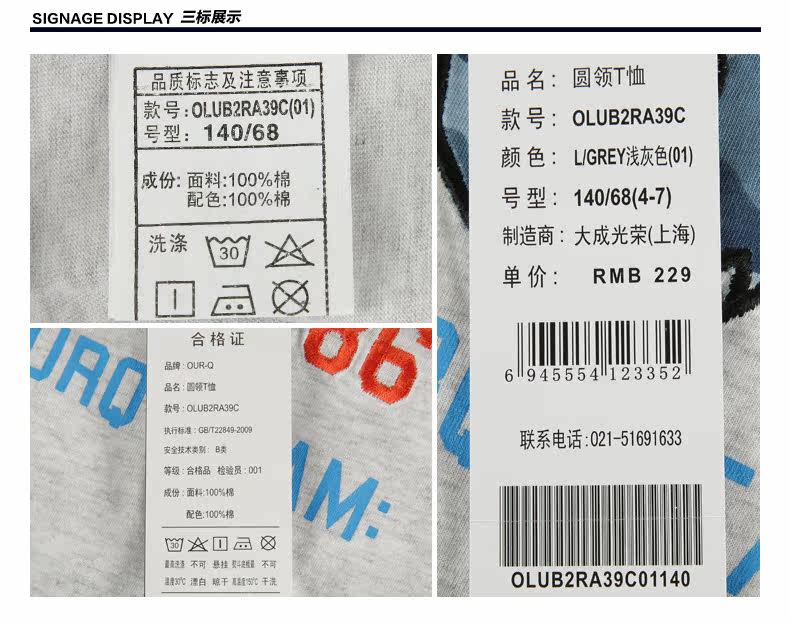 SIGNAGE DISPLAY 三标展示
品质标志及注意事项
款号:OLUB2RA39C(01)
号型: 140/68
成份: 面料:100%棉
配色:100%棉
洗涤
30
合格证
品牌: OUR-Q
品名: 圆领T恤
款号: OLUB2RA39C
执行标准: GB/T22849-2009
安全技术类别: B类
等级: 合格品 检验员: 001
成份: 面料:100%棉
配色:100%棉
30
最高洗涤 不可 悬挂 熨斗底板最 不可
温度30℃ 漂白 晾干 高温度150℃ 干洗
URQ
86
AM:
品名: 圆领T恤
款号: OLUB2RA39C
颜色: L/GREY浅灰色(01)
号型: 140/68(4-7)
制造商: 大成光荣(上海)
单价: RMB 229
6 945554 123352
联系电话:021-51691633
OLUB2RA39C01140